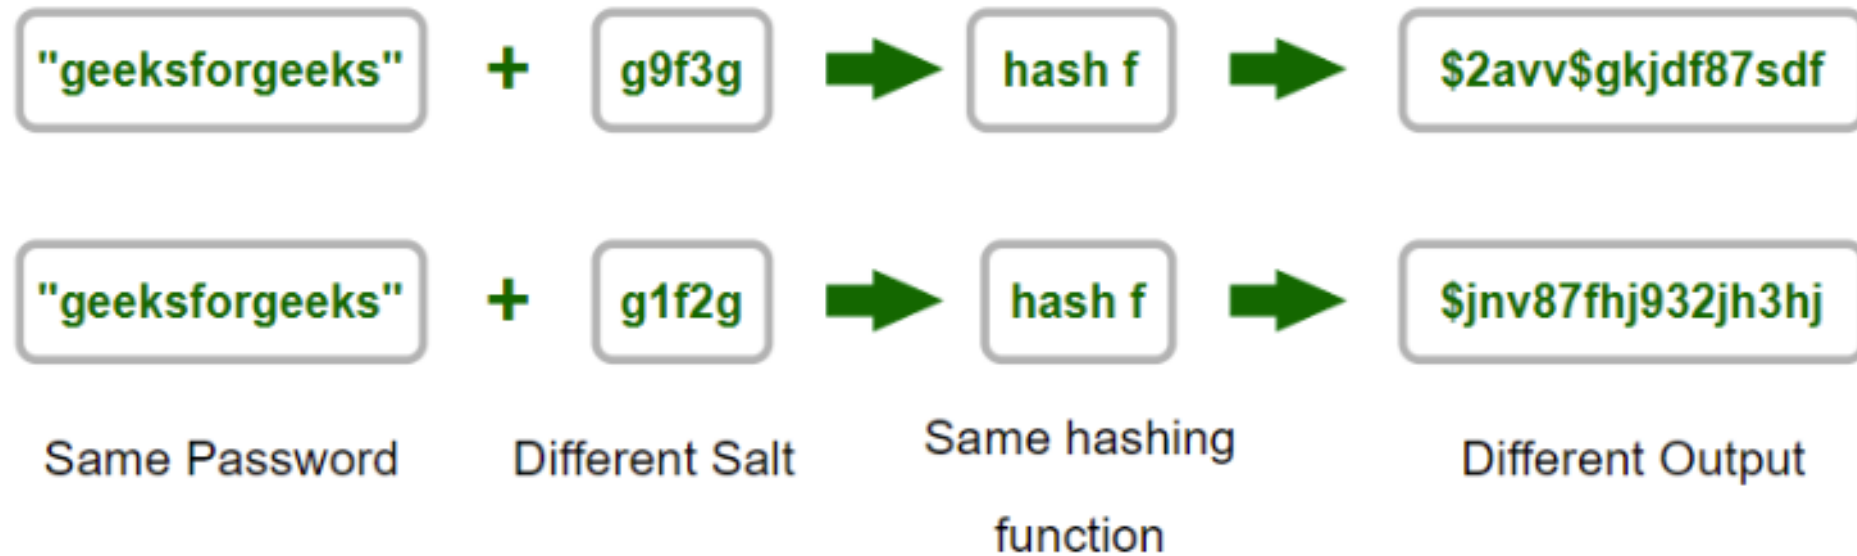 "geeksforgeeks" + g9f3g hash f $2avv$gkjdf87sdf
"geeksforgeeks" + g1f2g hash f $jnv87fhj932jh3hj
Same Password Different Salt Same hashing function Different Output